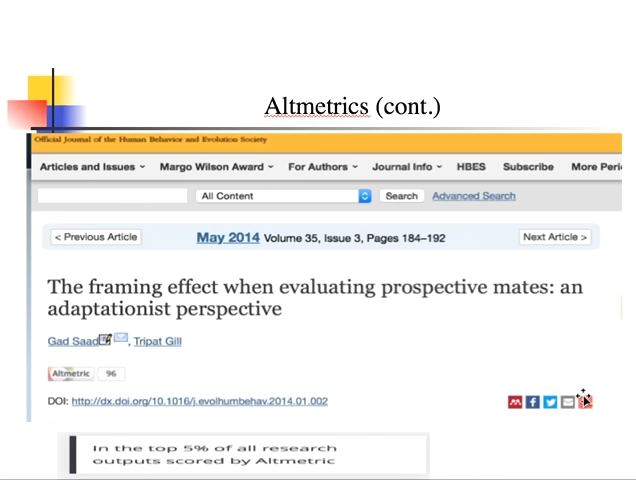 Altmetrics (cont.)
Official Journal of the Human Behavior and Evolution Society
Articles and Issues Margo Wilson Award For Authors Journal Info HBES Subscribe More Peri
All Content Search Advanced Search
< Previous Article May 2014 Volume 35, Issue 3, Pages 184–192 Next Article >
The framing effect when evaluating prospective mates: an
adaptationist perspective
Gad Saad, Tripat Gill
Altmetric 96
DOI: http://dx.doi.org/10.1016/j.evolhumbehav.2014.01.002
In the top 5% of all research
outputs scored by Altmetric